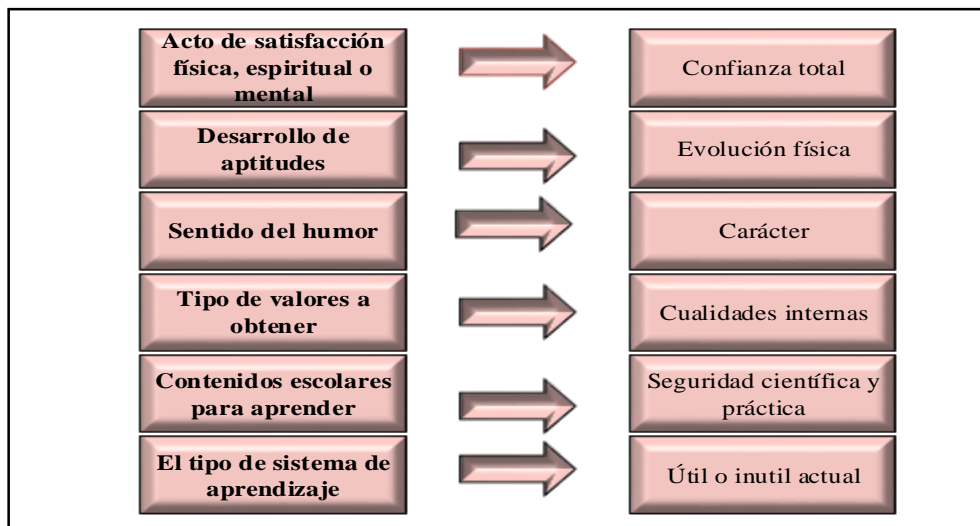 Acto de satisfacción
física, espiritual o
mental
Confianza total
Desarrollo de
aptitudes
Evolución física
Sentido del humor
Carácter
Tipo de valores a
obtener
Cualidades internas
Contenidos escolares
para aprender
Seguridad científica y
práctica
El tipo de sistema de
aprendizaje
Útil o inutil actual